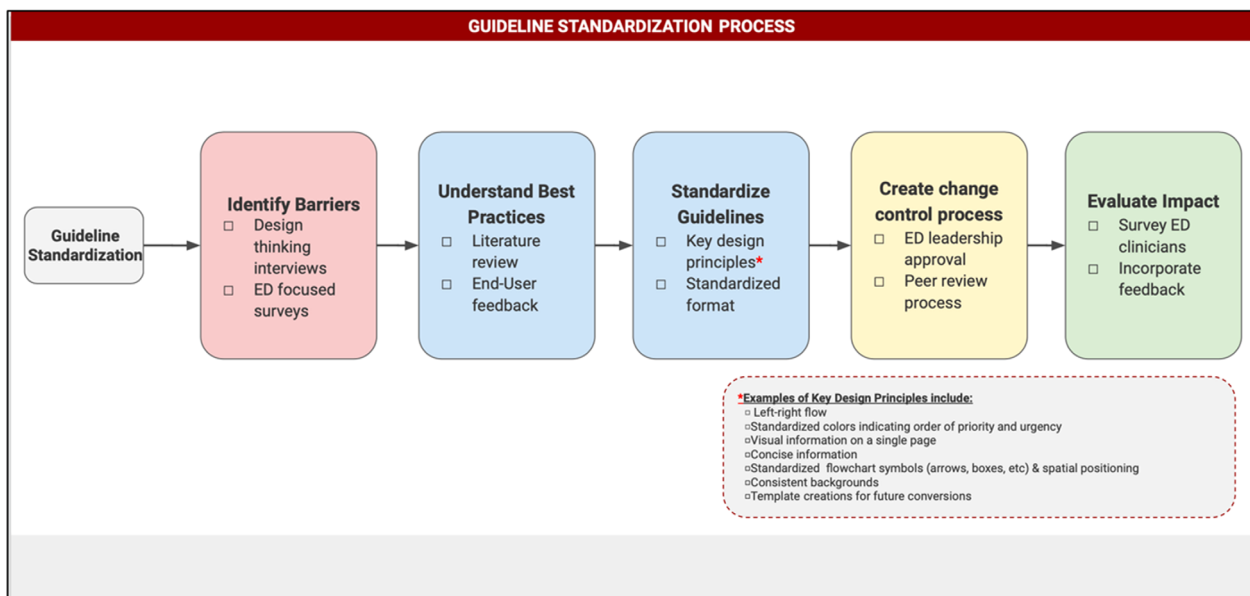 GUIDELINE STANDARDIZATION PROCESS
Guideline
Standardization
Identify Barriers
□ Design
thinking
interviews
□ ED focused
surveys
Understand Best
Practices
□ Literature
review
□ End-User
feedback
Standardize
Guidelines
□ Key design
principles*
□ Standardized
format
Create change
control process
□ ED leadership
approval
□ Peer review
process
Evaluate Impact
□ Survey ED
clinicians
□ Incorporate
feedback
*Examples of Key Design Principles include:
□ Left-right flow
□Standardized colors indicating order of priority and urgency
□Visual information on a single page
□Concise information
□Standardized flowchart symbols (arrows, boxes, etc) & spatial positioning
□Consistent backgrounds
□Template creations for future conversions